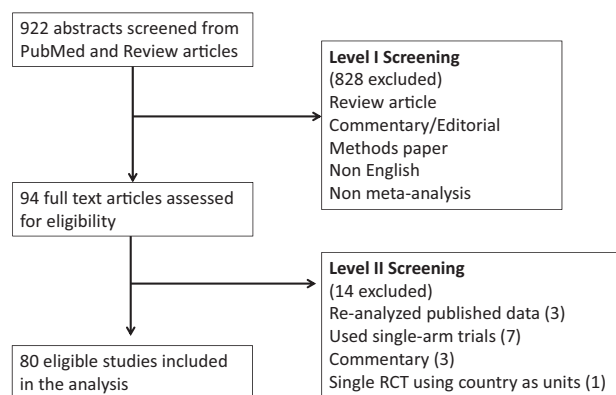 922 abstracts screened from
PubMed and Review articles
Level I Screening
(828 excluded)
Review article
Commentary/Editorial
Methods paper
Non English
Non meta-analysis
94 full text articles assessed
for eligibility
Level II Screening
(14 excluded)
Re-analyzed published data (3)
Used single-arm trials (7)
Commentary (3)
Single RCT using country as units (1)
80 eligible studies included
in the analysis